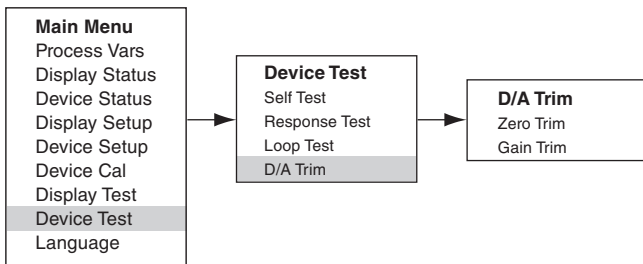 Main Menu
Process Vars
Display Status
Device Status
Display Setup
Device Setup
Device Cal
Display Test
Device Test
Language
Device Test
Self Test
Response Test
Loop Test
D/A Trim
D/A Trim
Zero Trim
Gain Trim